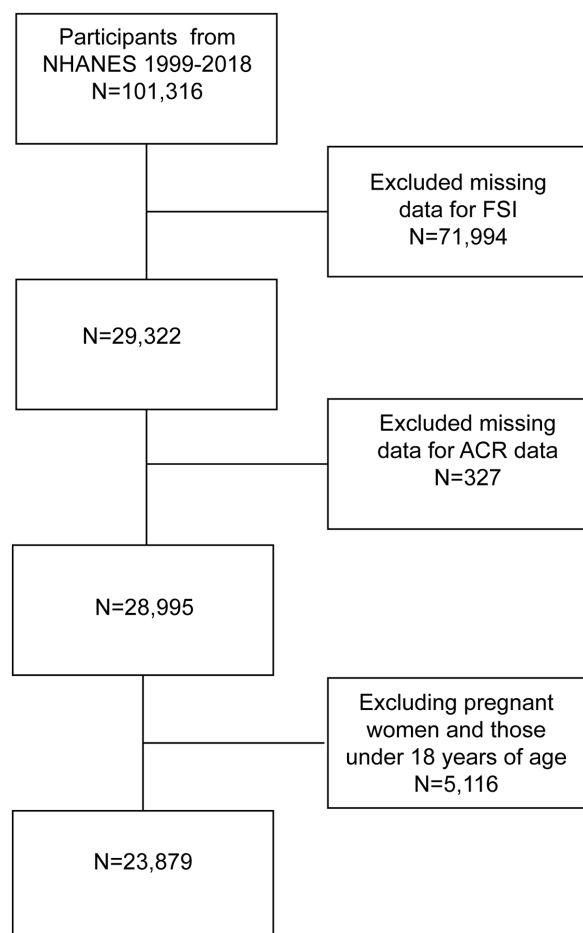 Participants from
NHANES 1999-2018
N=101,316
Excluded missing
data for FSI
N=71,994
N=29,322
Excluded missing
data for ACR data
N=327
N=28,995
Excluding pregnant
women and those
under 18 years of age
N=5,116
N=23,879